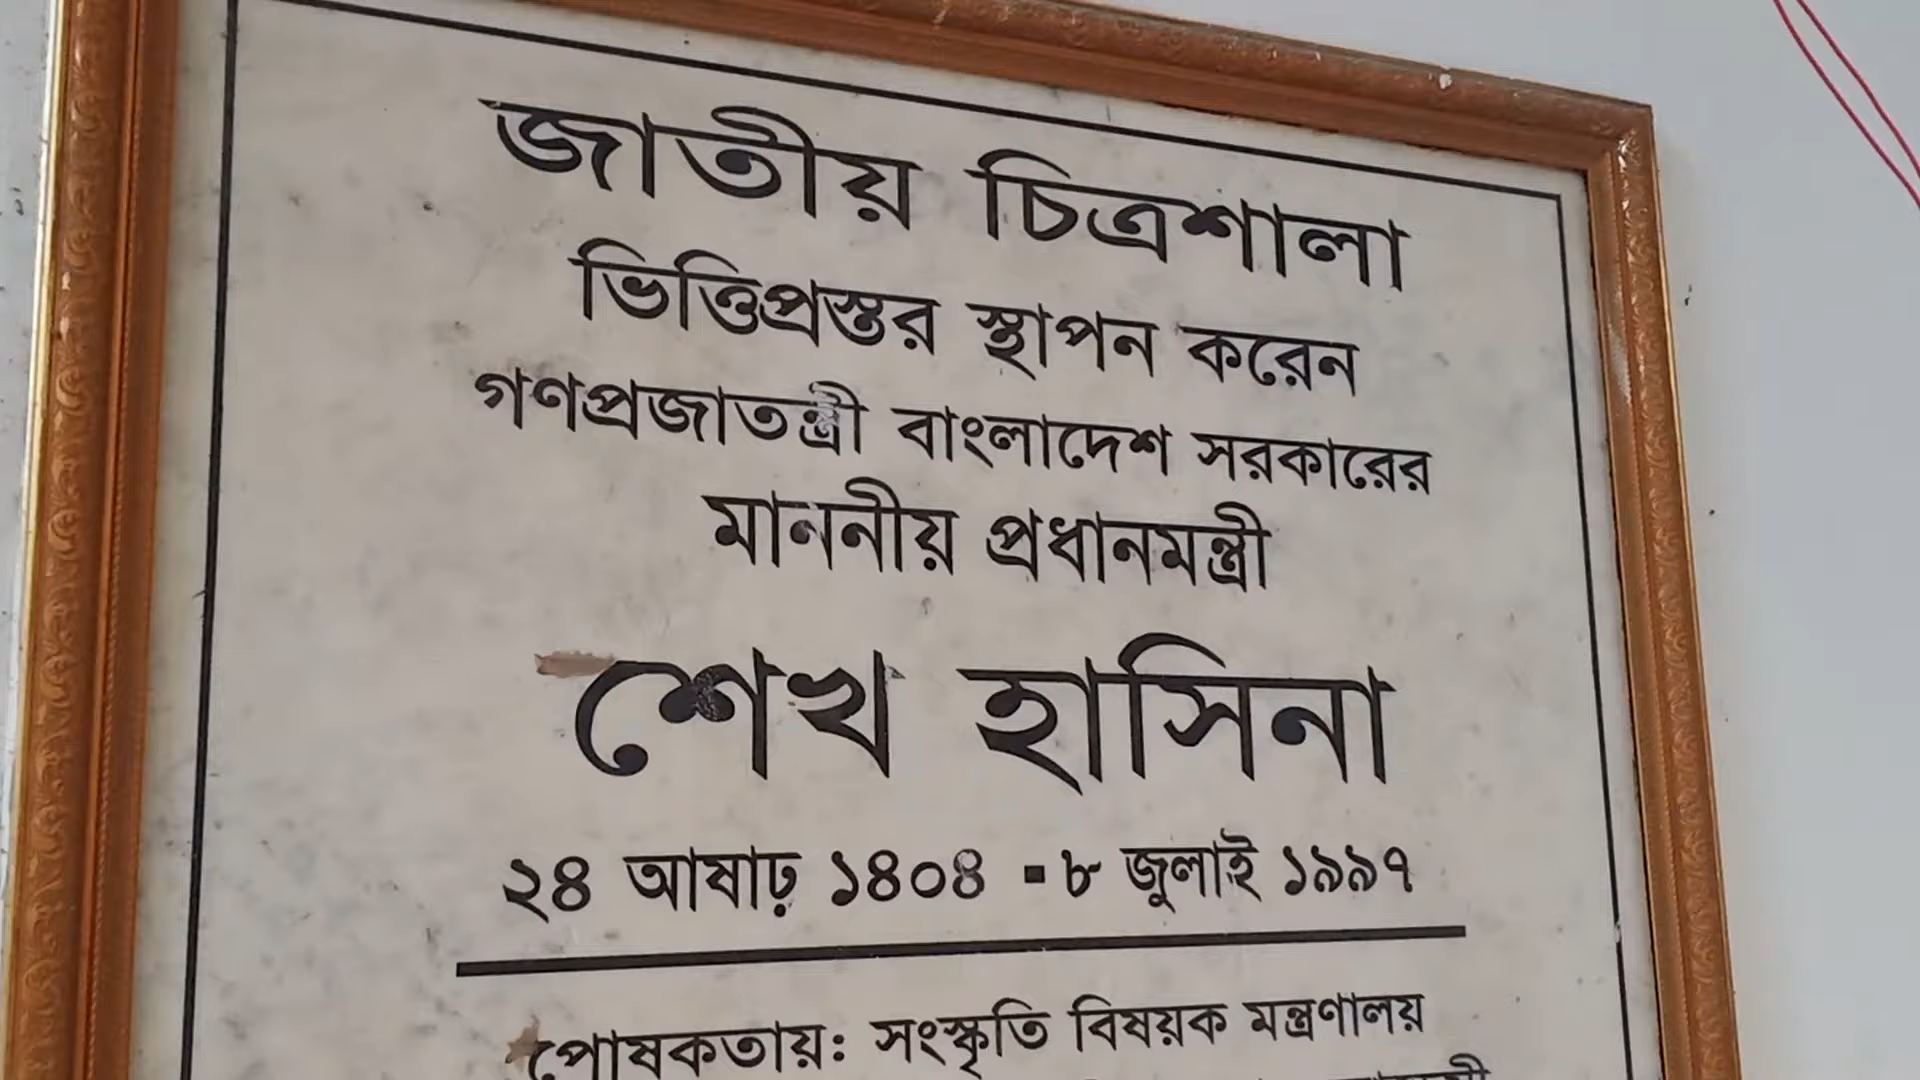 জাতীয় চিত্রশালা
ভিত্তিপ্রস্তর স্থাপন করেন
গণপ্রজাতন্ত্রী বাংলাদেশ সরকারের
মাননীয় প্রধানমন্ত্রী
শেখ হাসিনা
২৪ আষাঢ় ১৪০৪ ▪ ৮ জুলাই ১৯৯৭
পোষকতায়ঃ সংস্কৃতি বিষয়ক মন্ত্রণালয়